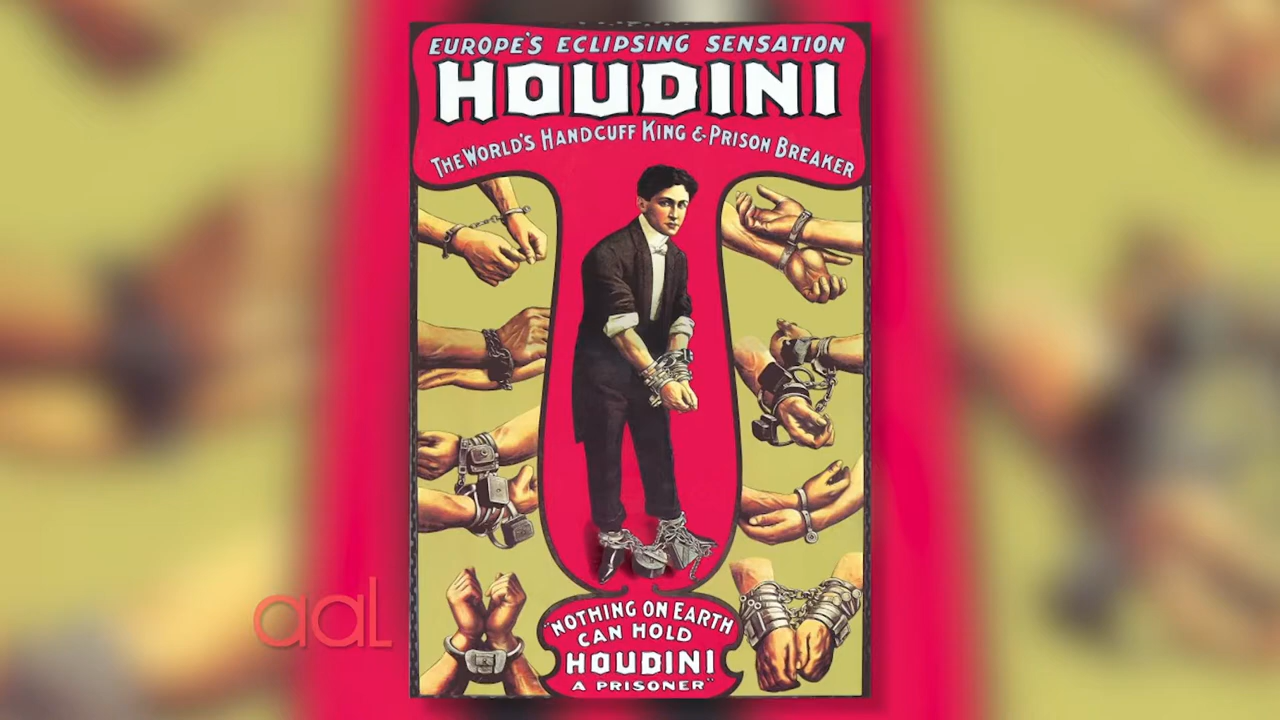 EUROPE'S ECLIPSING SENSATION
HOUDINI
THE WORLD'S HANDCUFF KING & PRISON BREAKER
"NOTHING ON EARTH
CAN HOLD
HOUDINI
A PRISONER"
aaL